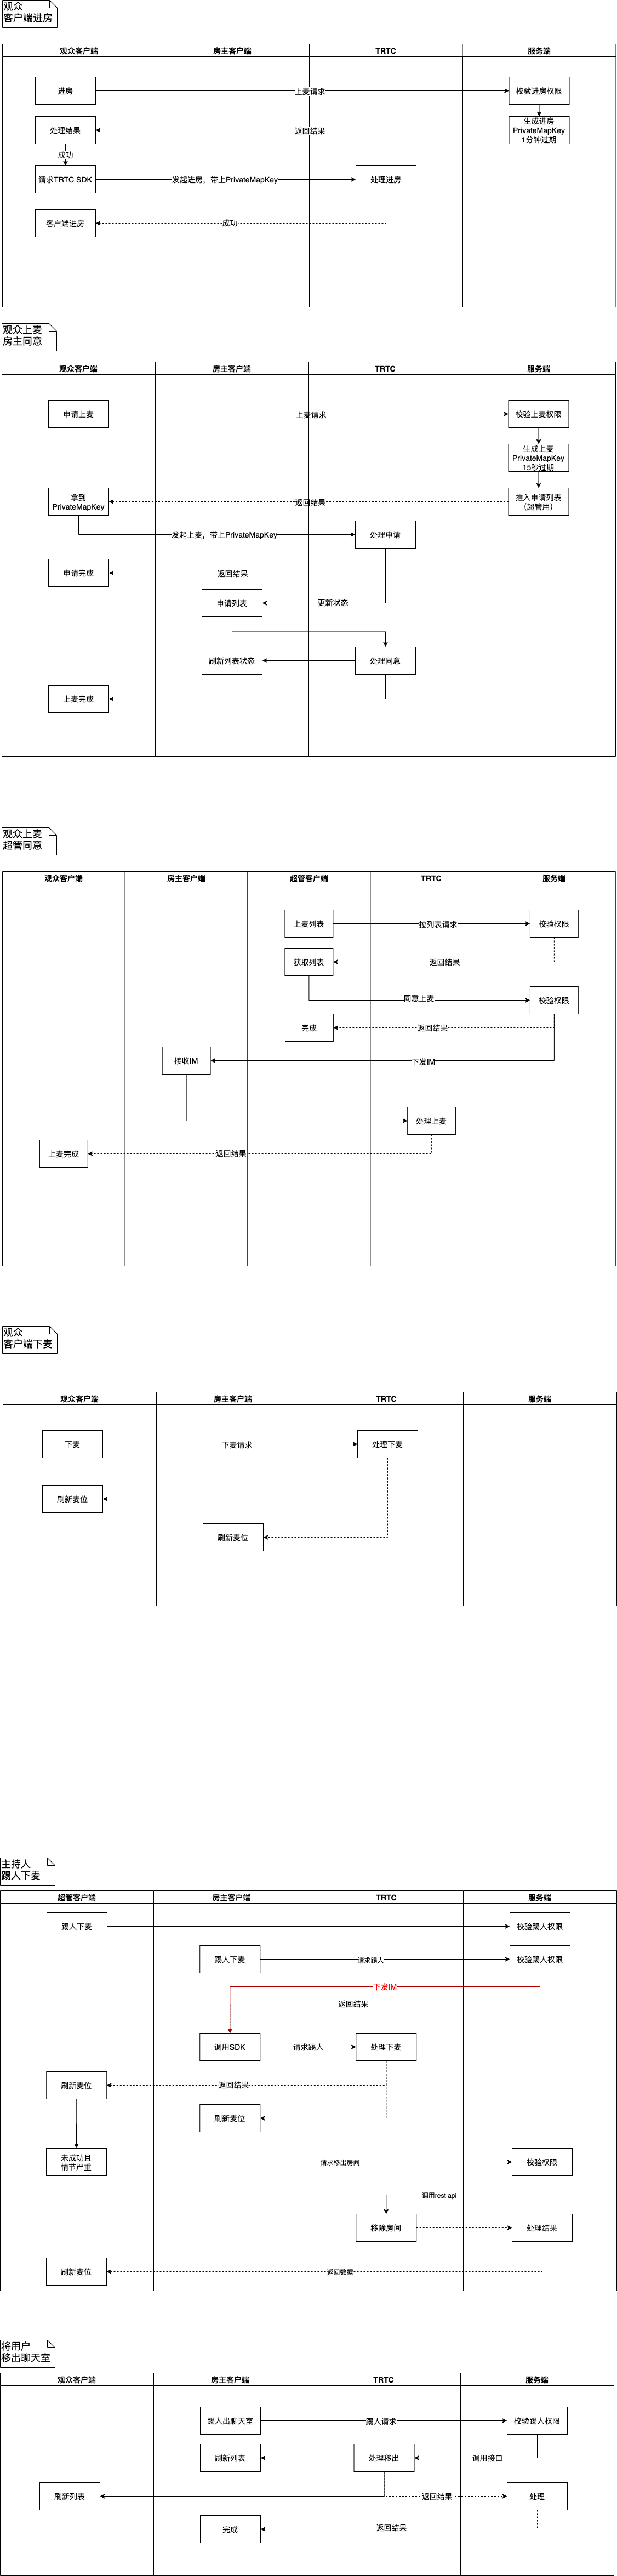 观众
客户端进房
观众客户端
房主客户端
TRTC
服务端
进房
上麦请求
校验进房权限
处理结果
返回结果
生成进房
PrivateMapKey
1分钟过期
成功
请求TRTC SDK
发起进房，带上PrivateMapKey
处理进房
客户端进房
成功
观众上麦
房主同意
观众客户端
房主客户端
TRTC
服务端
申请上麦
上麦请求
校验上麦权限
生成上麦
PrivateMapKey
15秒过期
拿到
PrivateMapKey
返回结果
推入申请列表
（超管用）
发起上麦，带上PrivateMapKey
处理申请
申请完成
返回结果
申请列表
更新状态
刷新列表状态
处理同意
上麦完成
观众上麦
超管同意
观众客户端
房主客户端
超管客户端
TRTC
服务端
上麦列表
拉列表请求
校验权限
获取列表
返回结果
同意上麦
校验权限
完成
返回结果
接收IM
下发IM
处理上麦
上麦完成
返回结果
观众
客户端下麦
观众客户端
房主客户端
TRTC
服务端
下麦
下麦请求
处理下麦
刷新麦位
刷新麦位
主持人
踢人下麦
超管客户端
房主客户端
TRTC
服务端
踢人下麦
校验踢人权限
踢人下麦
请求踢人
校验踢人权限
下发IM
返回结果
调用SDK
请求踢人
处理下麦
刷新麦位
返回结果
刷新麦位
未成功且
情节严重
请求移出房间
校验权限
调用rest api
移除房间
处理结果
刷新麦位
返回数据
将用户
移出聊天室
观众客户端
房主客户端
TRTC
服务端
踢人出聊天室
踢人请求
校验踢人权限
刷新列表
处理移出
调用接口
刷新列表
返回结果
处理
完成
返回结果